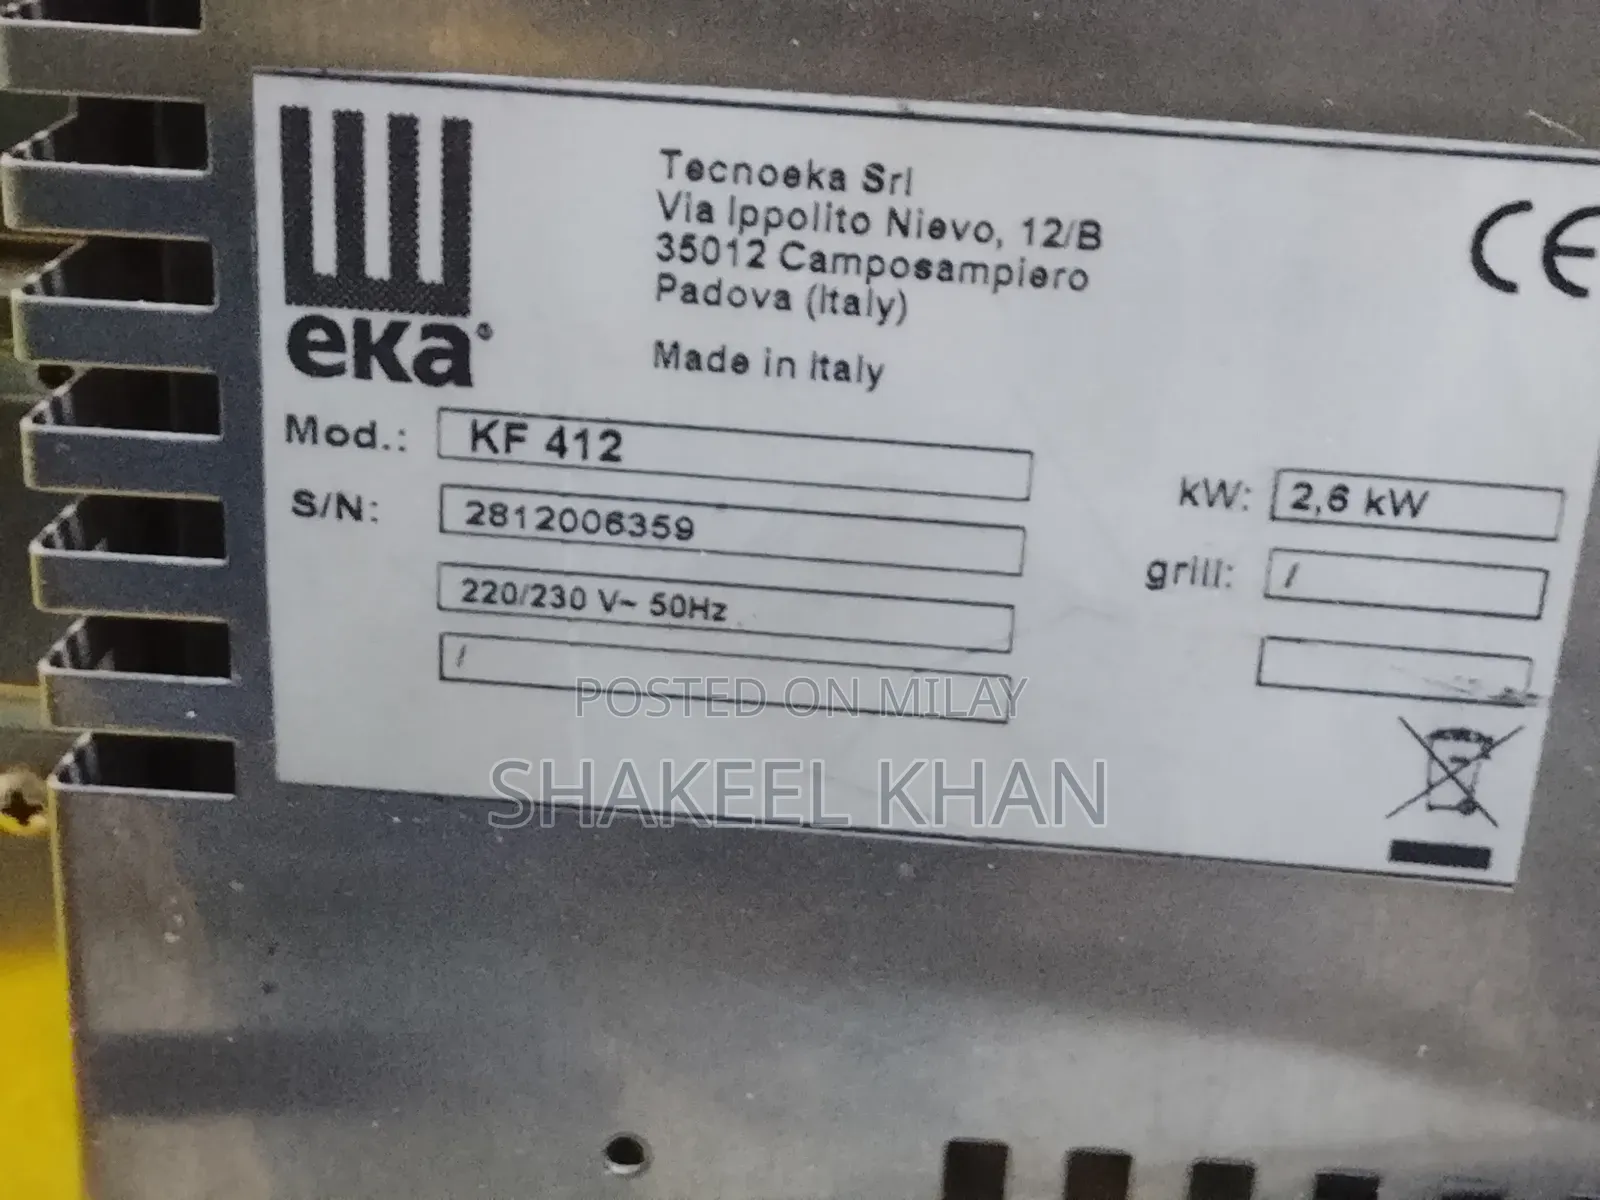 eka®
Tecnoeka Srl
Via Ippolito Nievo, 12/B
35012 Camposampiero
Padova (Italy)
Made in Italy
CE
Mod.: KF 412
S/N: 2812006359
220/230 V~ 50Hz
/
kW: 2,6 kW
grill: /
POSTED ON MILAY
SHAKEEL KHAN